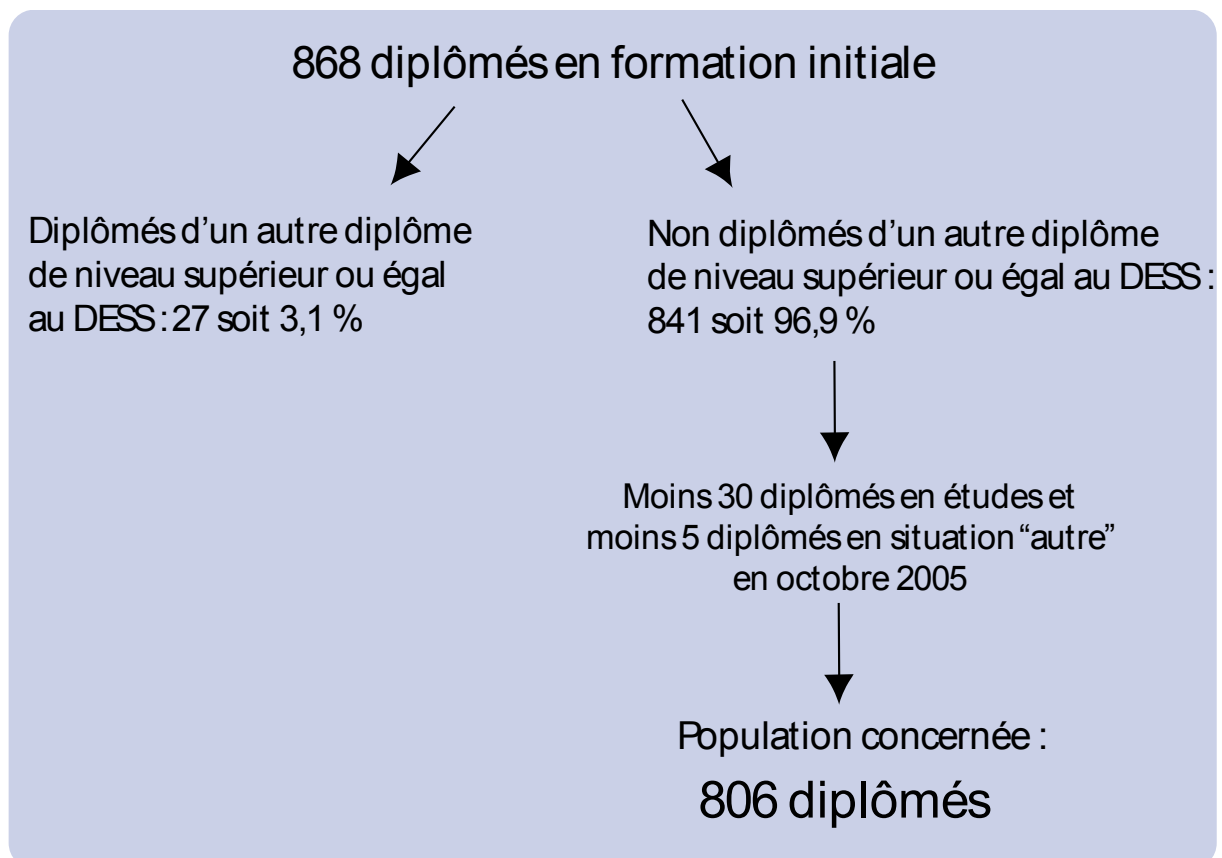 868 diplômés en formation initiale
Diplômés d'un autre diplôme
de niveau supérieur ou égal
au DESS : 27 soit 3,1 %
Non diplômés d'un autre diplôme
de niveau supérieur ou égal au DESS :
841 soit 96,9 %
Moins 30 diplômés en études et
moins 5 diplômés en situation “autre”
en octobre 2005
Population concernée :
806 diplômés